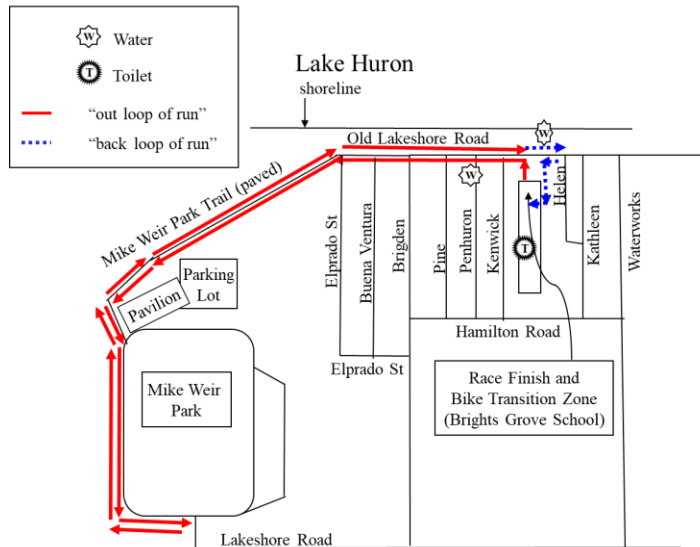 W
Water
T
Toilet
“out loop of run”
“back loop of run”
Lake Huron
shoreline
Old Lakeshore Road
W
W
Mike Weir Park Trail (paved)
Parking
Lot
Pavilion
Elprado St
Buena Ventura
Brigden
Pine
Penhuron
Kenwick
T
Helen
Kathleen
Waterworks
Hamilton Road
Elprado St
Mike Weir
Park
Race Finish and
Bike Transition Zone
(Brights Grove School)
Lakeshore Road